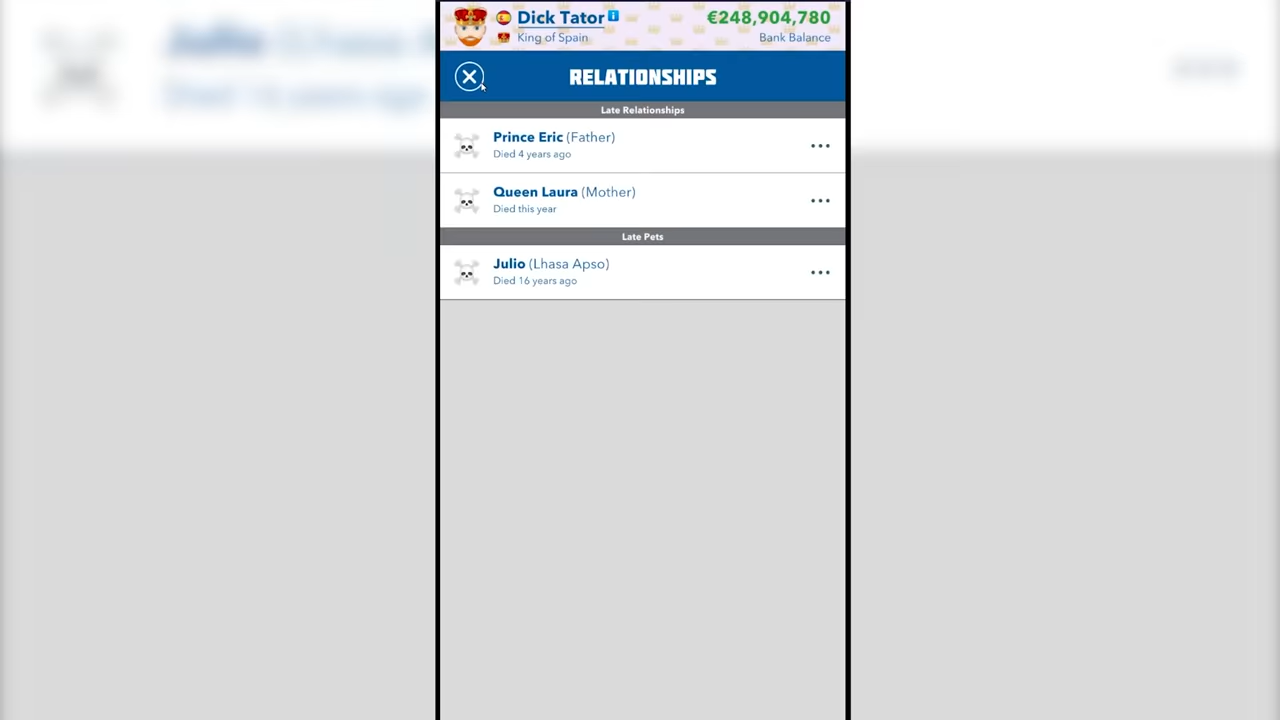 Dick Tator
King of Spain
€248,904,780
Bank Balance
RELATIONSHIPS
Late Relationships
Prince Eric (Father)
Died 4 years ago
Queen Laura (Mother)
Died this year
Late Pets
Julio (Lhasa Apso)
Died 16 years ago